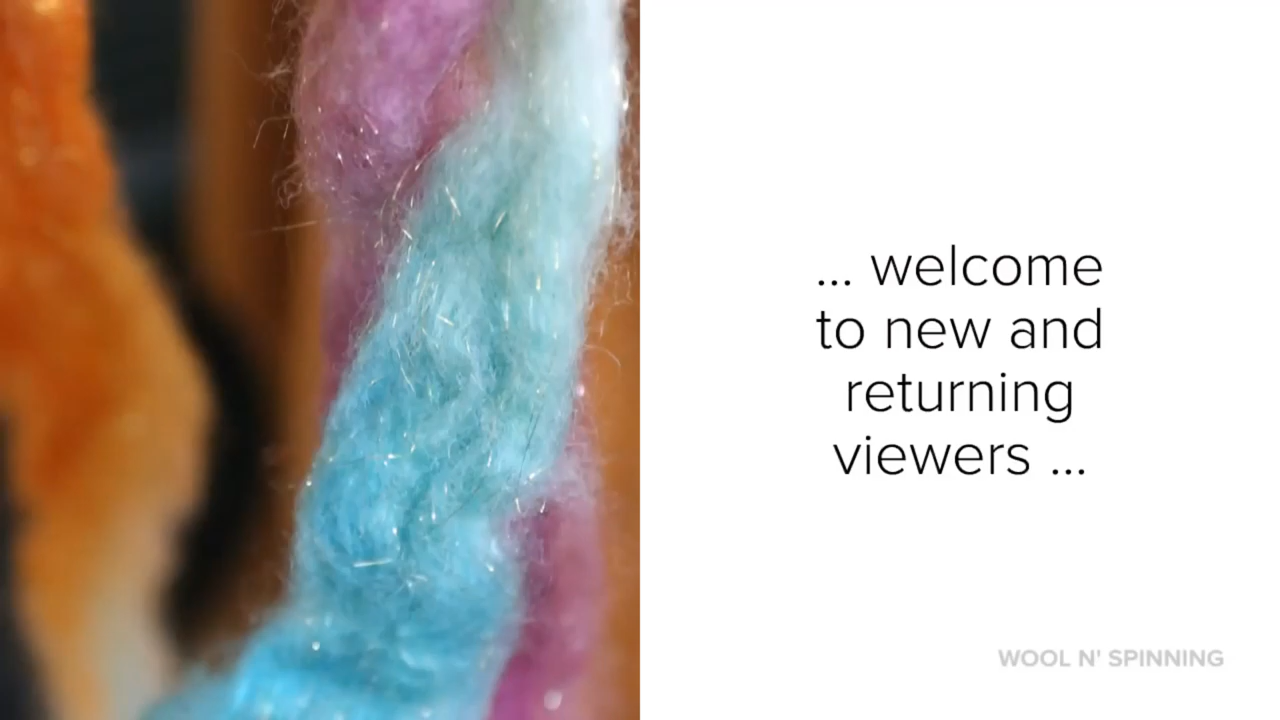 ... welcome
to new and
returning
viewers ...
WOOL N' SPINNING